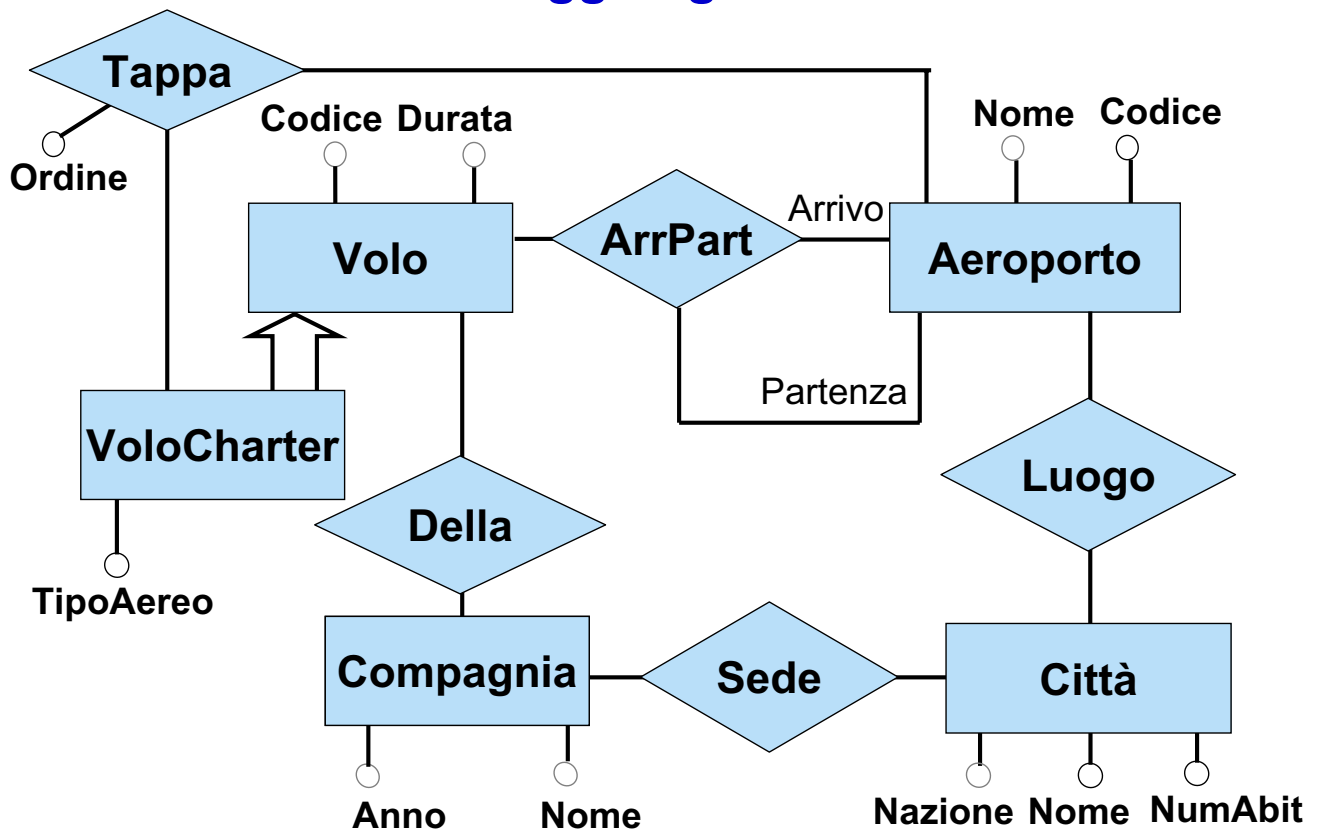 Tappa
Codice Durata
Nome Codice
Ordine
Arrivo
Volo
ArrPart
Aeroporto
Partenza
VoloCharter
Luogo
Della
TipoAereo
Compagnia
Sede
Città
Anno
Nome
Nazione Nome NumAbit